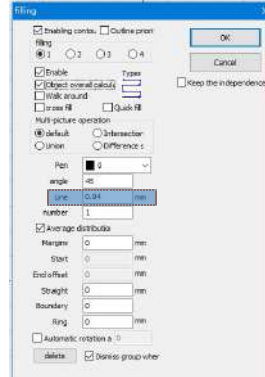 Filling
Enabling contou Outline priori
filling
1 2 3 4
OK
Cancel
Enable Types
Object overall calcula
Walk around
cross fill Quick fill
Keep the independence
Multi-picture operation
default Intersection
Union Difference s
Pen 0
angle 45
Line 0.04 mm
number 1
Average distributio
Margins 0 mm
Start 0 mm
End offset 0 mm
Straight 0 mm
Boundary 0
Ring 0 mm
Automatic rotation a 0
delete Dismiss group wher